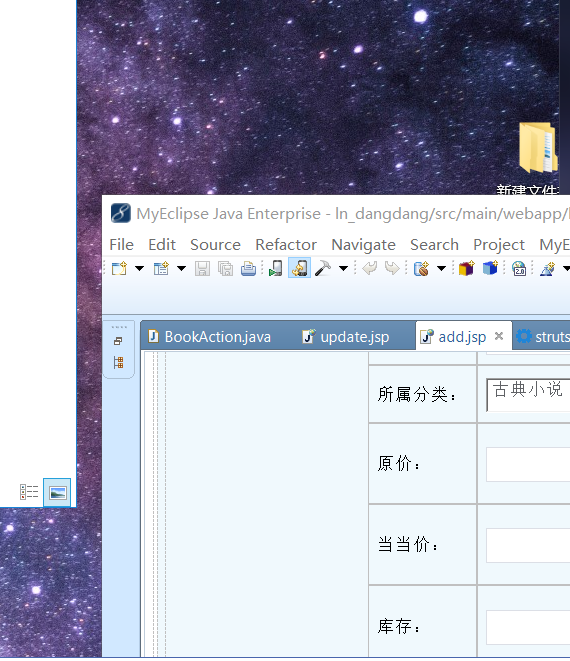 新建文件
MyEclipse Java Enterprise - ln_dangdang/src/main/webapp/
File Edit Source Refactor Navigate Search Project MyE
BookAction.java update.jsp add.jsp struts
所属分类： 古典小说
原价：
当当价：
库存：